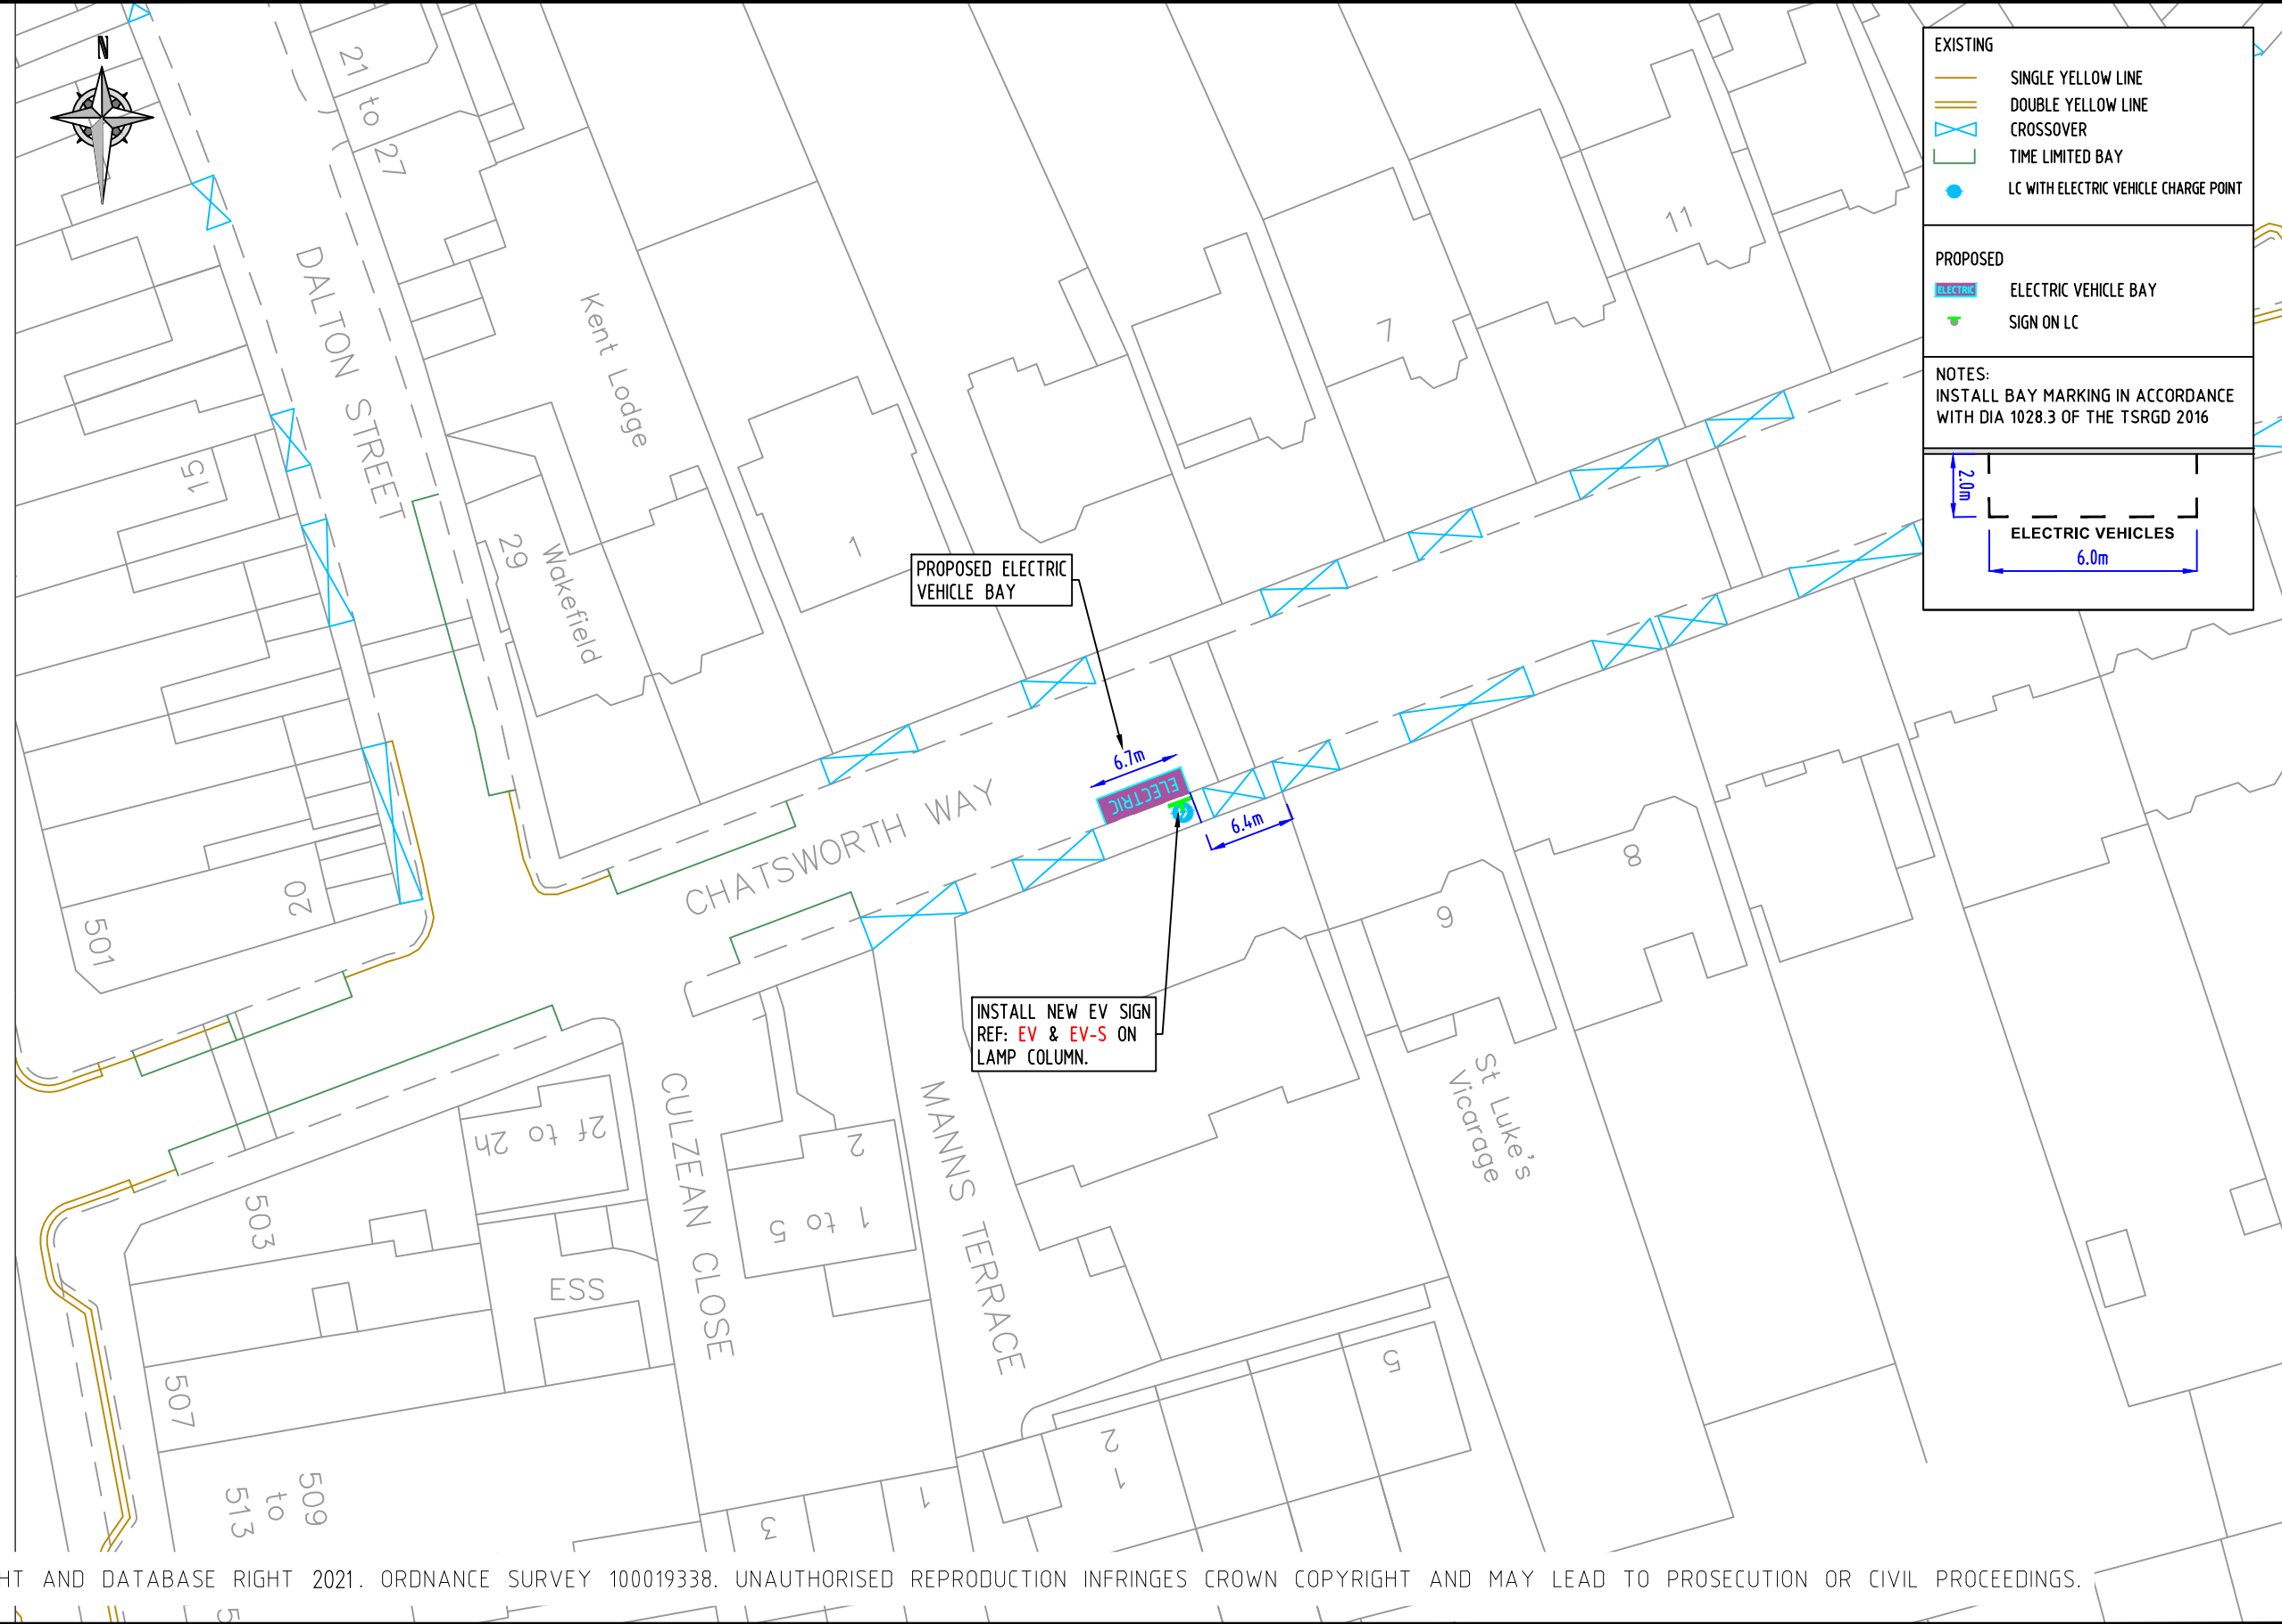 N
21 to 27
DALTON STREET
Kent Lodge
15
29
Wakefield
1
7
11
PROPOSED ELECTRIC
VEHICLE BAY
6.7m
ELECTRIC
6.4m
CHATSWORTH WAY
20
501
INSTALL NEW EV SIGN
REF: EV & EV-S ON
LAMP COLUMN.
6
8
St Luke's
Vicarage
2f to 2h
2
1 to 5
CULZEAN CLOSE
MANNS TERRACE
503
ESS
507
509
to
513
5
2
1
1
3
5
EXISTING
SINGLE YELLOW LINE
DOUBLE YELLOW LINE
CROSSOVER
TIME LIMITED BAY
LC WITH ELECTRIC VEHICLE CHARGE POINT
PROPOSED
ELECTRIC
ELECTRIC VEHICLE BAY
SIGN ON LC
NOTES:
INSTALL BAY MARKING IN ACCORDANCE
WITH DIA 1028.3 OF THE TSRGD 2016
2.0m
ELECTRIC VEHICLES
6.0m
HT AND DATABASE RIGHT 2021. ORDNANCE SURVEY 100019338. UNAUTHORISED REPRODUCTION INFRINGES CROWN COPYRIGHT AND MAY LEAD TO PROSECUTION OR CIVIL PROCEEDINGS.